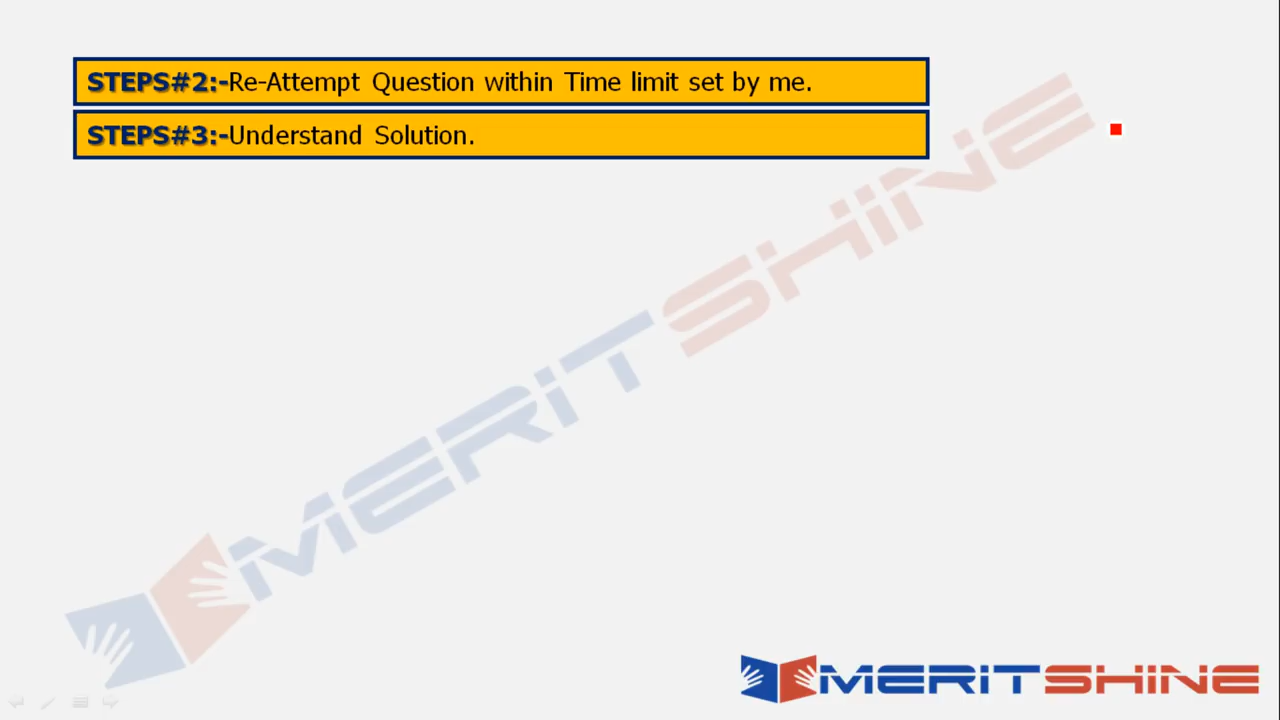 STEPS#2:-Re-Attempt Question within Time limit set by me.
STEPS#3:-Understand Solution.
MERITSHINE
MERITSHINE